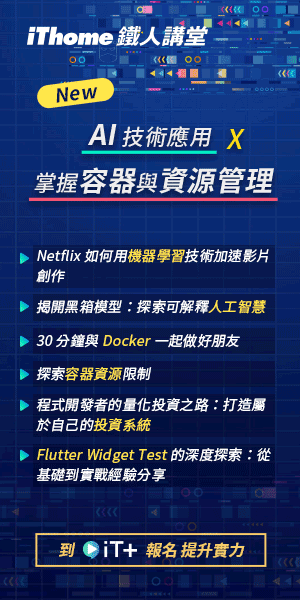 iThome 鐵人講堂
New
AI 技術應用 X
掌握容器與資源管理
Netflix 如何用機器學習技術加速影片
創作
揭開黑箱模型：探索可解釋人工智慧
30 分鐘與 Docker 一起做好朋友
探索容器資源限制
程式開發者的量化投資之路：打造屬
於自己的投資系統
Flutter Widget Test 的深度探索：從
基礎到實戰經驗分享
到 iT+ 報名 提升實力